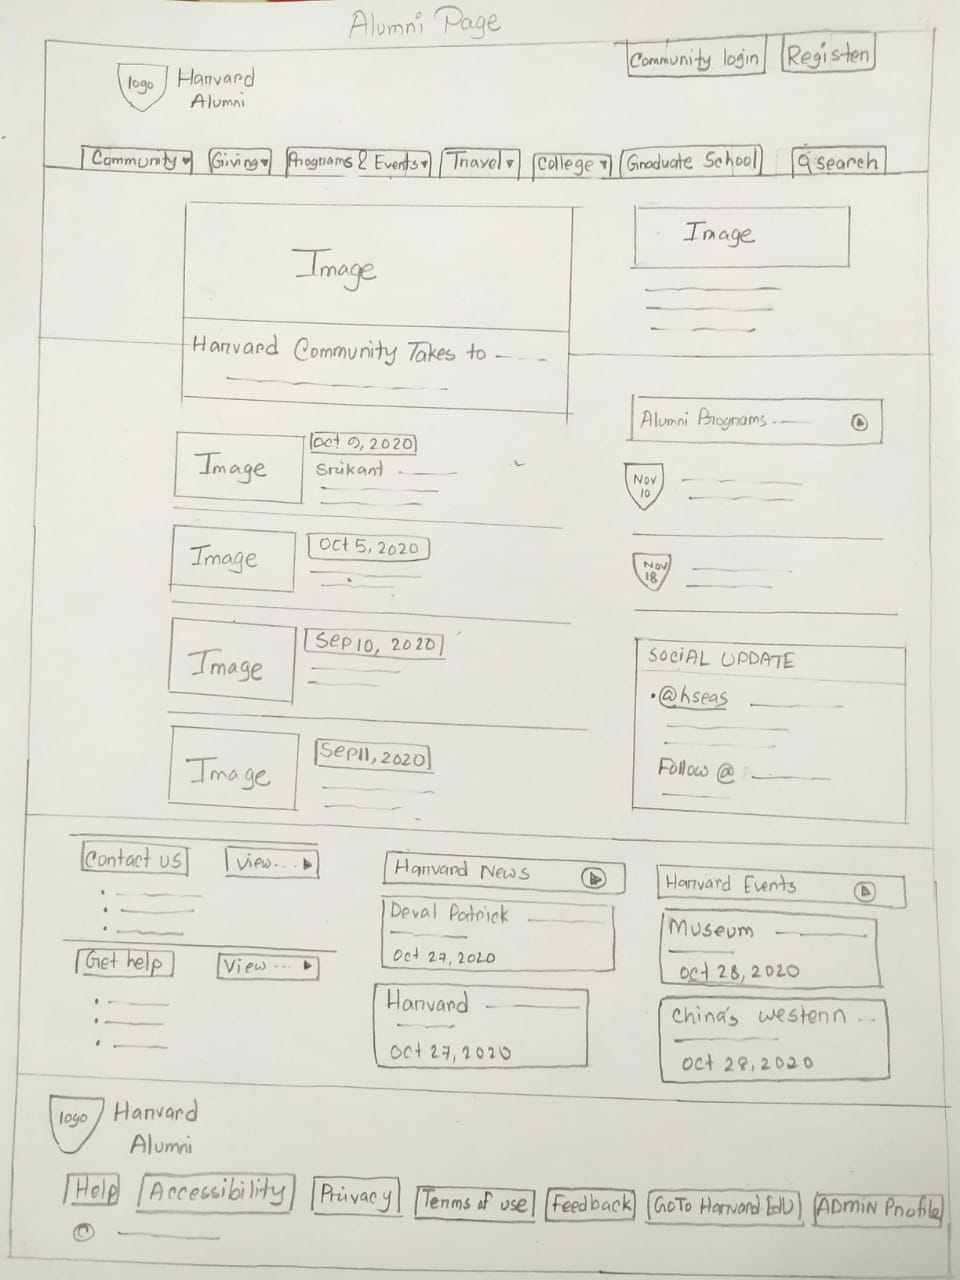 Alumni Page
Community login
Register
logo
Harvard
Alumni
Community
Giving
Programs & Events
Travel
College
Graduate School
search
Image
Harvard Community Takes to
Image
Image
Oct 9, 2020
Srikant
Image
Oct 5, 2020
Image
Sep 10, 2020
Image
Sep 11, 2020
Alumni Programs
Nov
10
Nov
18
SOCIAL UPDATE
@hseas
Follow @
Contact us
View...
Get help
View...
Harvard News
Deval Patrick
Oct 27, 2020
Harvard
Oct 27, 2020
Harvard Events
Museum
Oct 28, 2020
China's western
Oct 28, 2020
logo
Harvard
Alumni
Help
Accessibility
Privacy
Terms of use
Feedback
GoTo Harvard EdU
ADMIN Profile
©